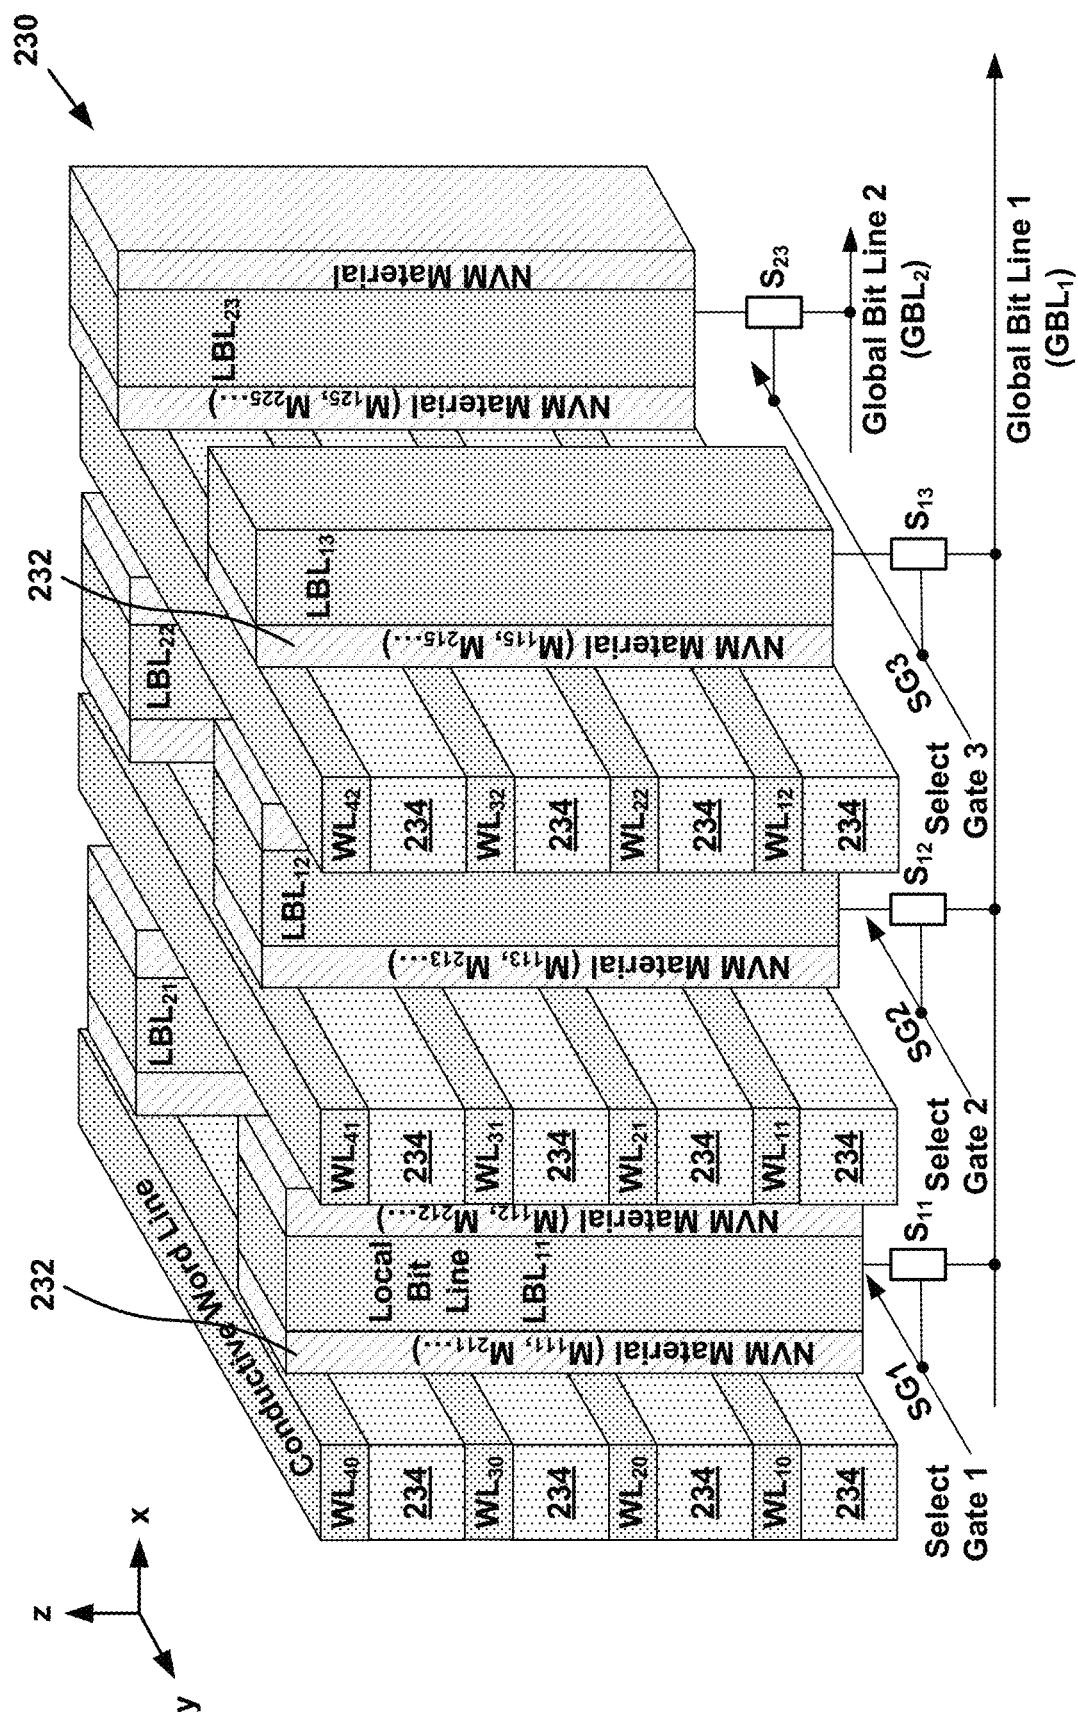 230
z
x
y
Conductive Word Line
232
232
LBL₂₁
LBL₂₂
LBL₂₃
NVM Material
NVM Material (M₁₂₅, M₂₂₅...)
LBL₁₃
NVM Material (M₁₁₅, M₂₁₅...)
LBL₁₂
NVM Material (M₁₁₃, M₂₁₃...)
NVM Material (M₁₁₂, M₂₁₂...)
Local
Bit
Line
LBL₁₁
NVM Material (M₁₁₁, M₂₁₁...)
WL₄₀
234
WL₃₀
234
WL₂₀
234
WL₁₀
234
WL₄₁
234
WL₃₁
234
WL₂₁
234
WL₁₁
234
WL₄₂
234
WL₃₂
234
WL₂₂
234
WL₁₂
234
S₁₁
S₁₂
S₁₃
S₂₃
SG1
SG2
SG3
Select
Gate 1
Select
Gate 2
Select
Gate 3
Global Bit Line 2
(GBL₂)
Global Bit Line 1
(GBL₁)